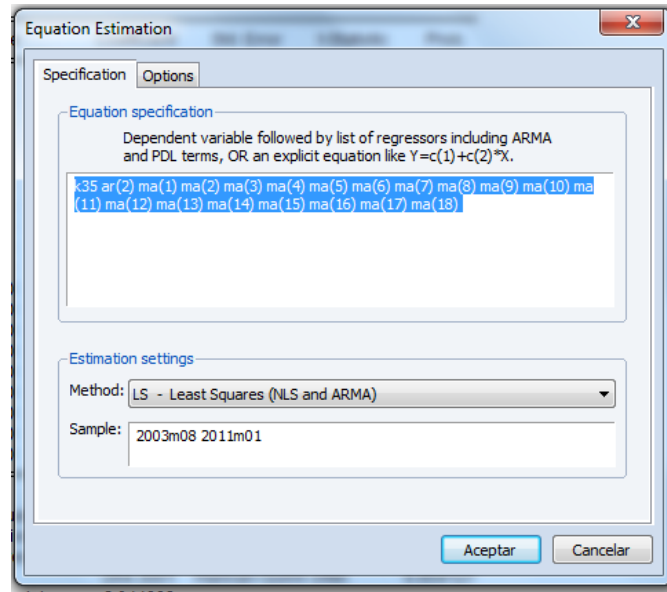 Equation Estimation
Specification
Options
Equation specification
Dependent variable followed by list of regressors including ARMA
and PDL terms, OR an explicit equation like Y=c(1)+c(2)*X.
k35 ar(2) ma(1) ma(2) ma(3) ma(4) ma(5) ma(6) ma(7) ma(8) ma(9) ma(10) ma
(11) ma(12) ma(13) ma(14) ma(15) ma(16) ma(17) ma(18)
Estimation settings
Method: LS - Least Squares (NLS and ARMA)
Sample: 2003m08 2011m01
Aceptar
Cancelar